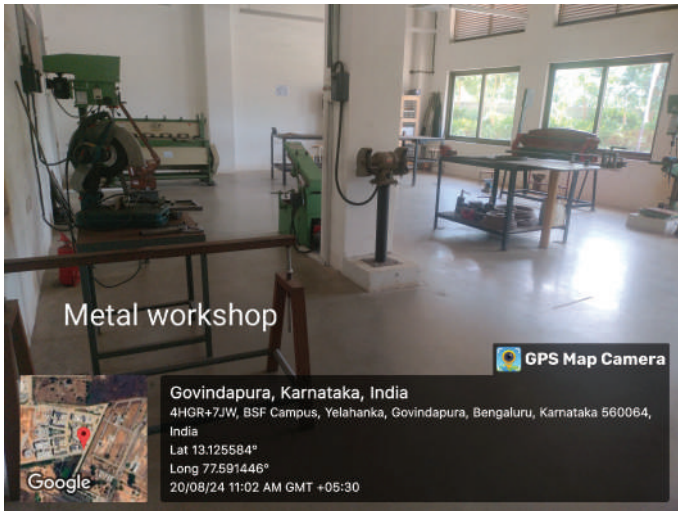 Metal workshop
GPS Map Camera
Govindapura, Karnataka, India
4HGR+7JW, BSF Campus, Yelahanka, Govindapura, Bengaluru, Karnataka 560064,
India
Lat 13.125584°
Long 77.591446°
20/08/24 11:02 AM GMT +05:30
Google